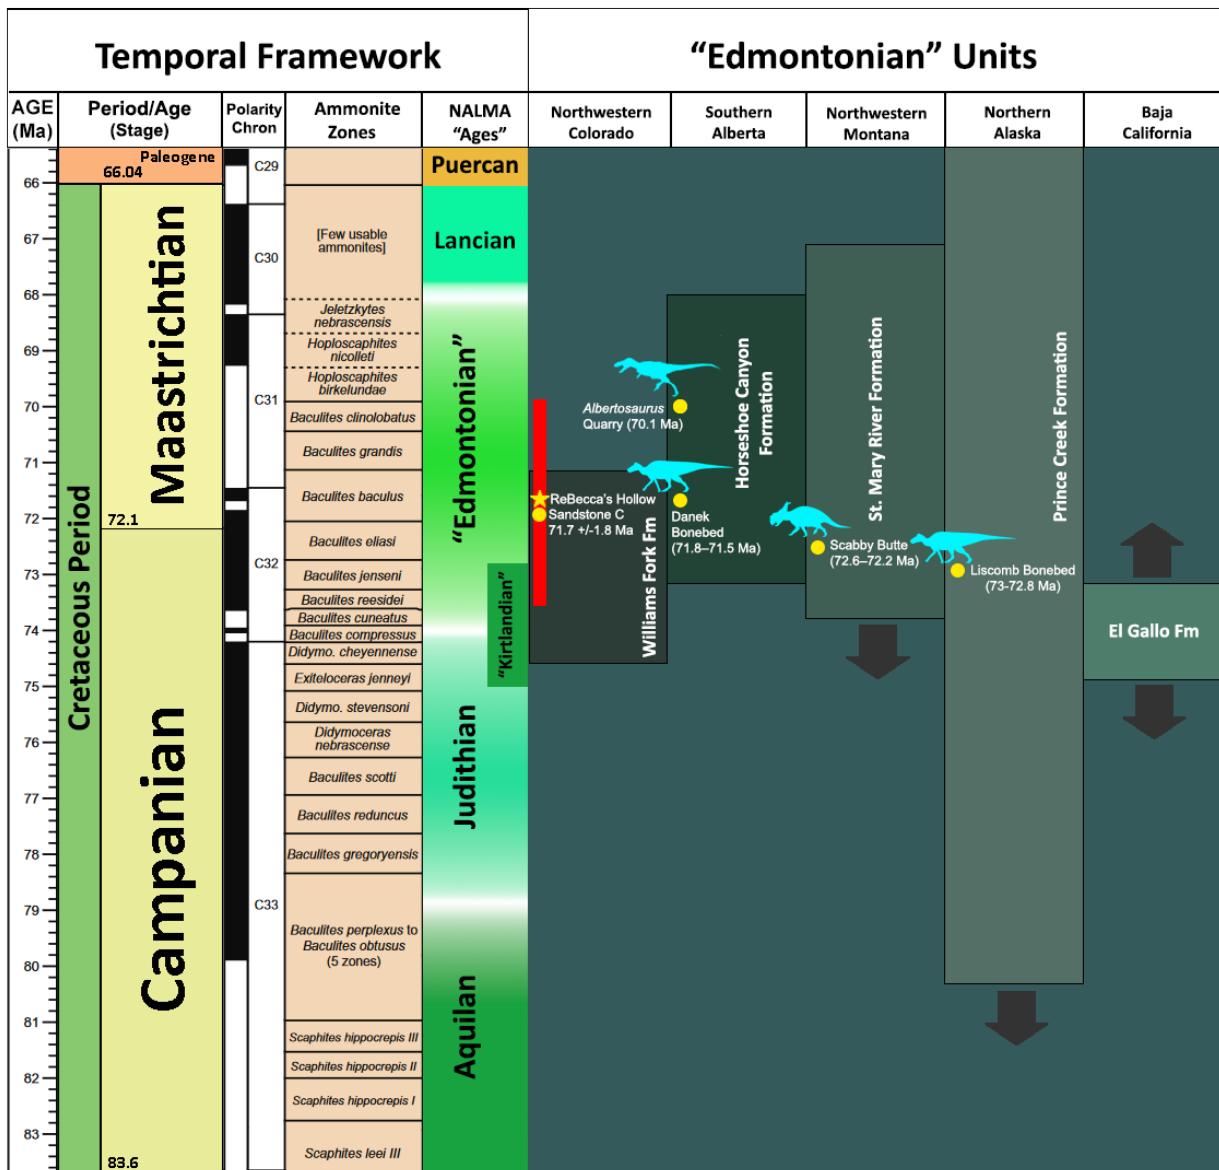 Temporal Framework
“Edmontonian” Units
AGE
(Ma)
Period/Age
(Stage)
Polarity
Chron
Ammonite
Zones
NALMA
“Ages”
Northwestern
Colorado
Southern
Alberta
Northwestern
Montana
Northern
Alaska
Baja
California
66
67
68
69
70
71
72
73
74
75
76
77
78
79
80
81
82
83
Cretaceous Period
Paleogene
66.04
Maastrichtian
72.1
Campanian
83.6
C29
C30
C31
C32
C33
[Few usable
ammonites]
Jeletzkytes
nebrascensis
Hoploscaphites
nicolleti
Hoploscaphites
birkelundae
Baculites clinolobatus
Baculites grandis
Baculites baculus
Baculites eliasi
Baculites jenseni
Baculites reesidei
Baculites cuneatus
Baculites compressus
Didymo. cheyennense
Exiteloceras jenneyi
Didymo. stevensoni
Didymoceras
nebrascense
Baculites scotti
Baculites reduncus
Baculites gregoryensis
Baculites perplexus to
Baculites obtusus
(5 zones)
Scaphites hippocrepis III
Scaphites hippocrepis II
Scaphites hippocrepis I
Scaphites leei III
Puercan
Lancian
“Edmontonian”
“Kirtlandian”
Judithian
Aquilan
ReBecca's Hollow
Sandstone C
71.7 +/-1.8 Ma
Williams Fork Fm
Albertosaurus
Quarry (70.1 Ma)
Danek
Bonebed
(71.8–71.5 Ma)
Horseshoe Canyon
Formation
Scabby Butte
(72.6–72.2 Ma)
St. Mary River Formation
Liscomb Bonebed
(73-72.8 Ma)
Prince Creek Formation
El Gallo Fm